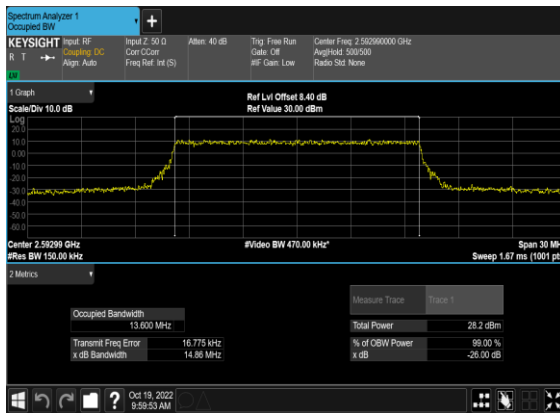 Spectrum Analyzer 1
Occupied BW
KEYSIGHT Input: RF Input Z: 50 Ω Atten: 40 dB Trig: Free Run Center Freq: 2.592990000 GHz
R T Coupling: DC Corr CCorr Gate: Off Avg|Hold: 500/500
Align: Auto Freq Ref: Int (S) #IF Gain: Low Radio Std: None
1 Graph
Ref Lvl Offset 8.40 dB
Scale/Div 10.0 dB Ref Value 30.00 dBm
Log
20.0
10.0
0.00
-10.0
-20.0
-30.0
-40.0
-50.0
-60.0
Center 2.59299 GHz #Video BW 470.00 kHz* Span 30 MH
#Res BW 150.00 kHz Sweep 1.67 ms (1001 pt
2 Metrics
Measure Trace Trace 1
Occupied Bandwidth
13.600 MHz Total Power 28.2 dBm
Transmit Freq Error 16.775 kHz % of OBW Power 99.00 %
x dB Bandwidth 14.86 MHz x dB -26.00 dB
? Oct 19, 2022
9:59:53 AM